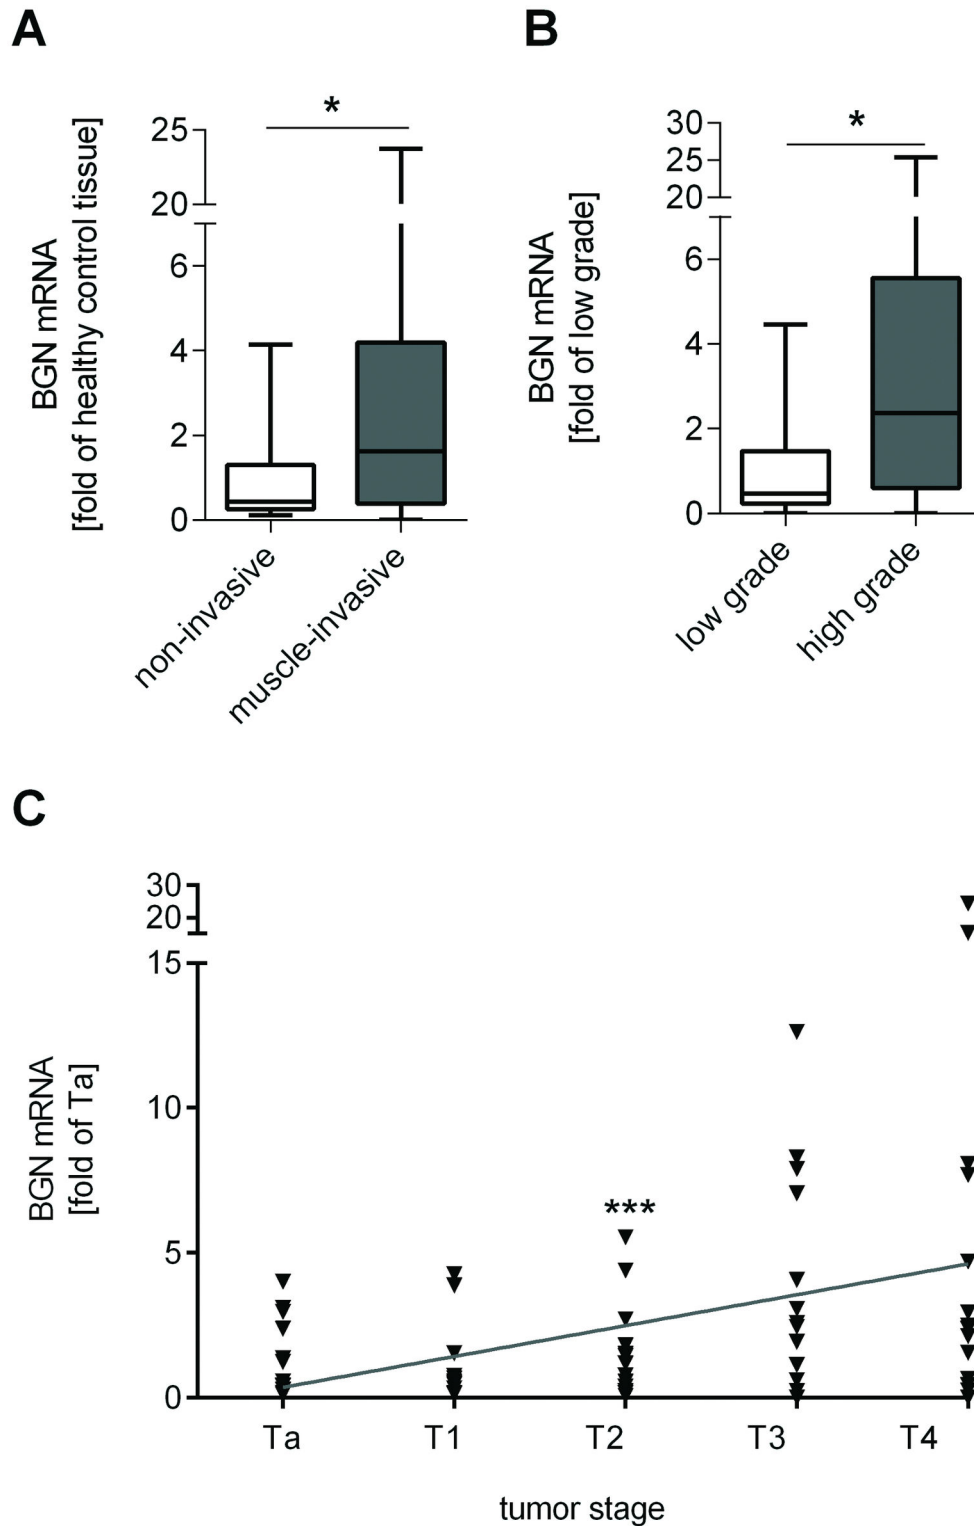 A
BGN mRNA
[fold of healthy control tissue]
25
20
6
4
2
0
*
non-invasive
muscle-invasive
B
BGN mRNA
[fold of low grade]
30
25
20
6
4
2
0
*
low grade
high grade
C
BGN mRNA
[fold of Ta]
30
20
15
10
5
0
***
Ta
T1
T2
T3
T4
tumor stage